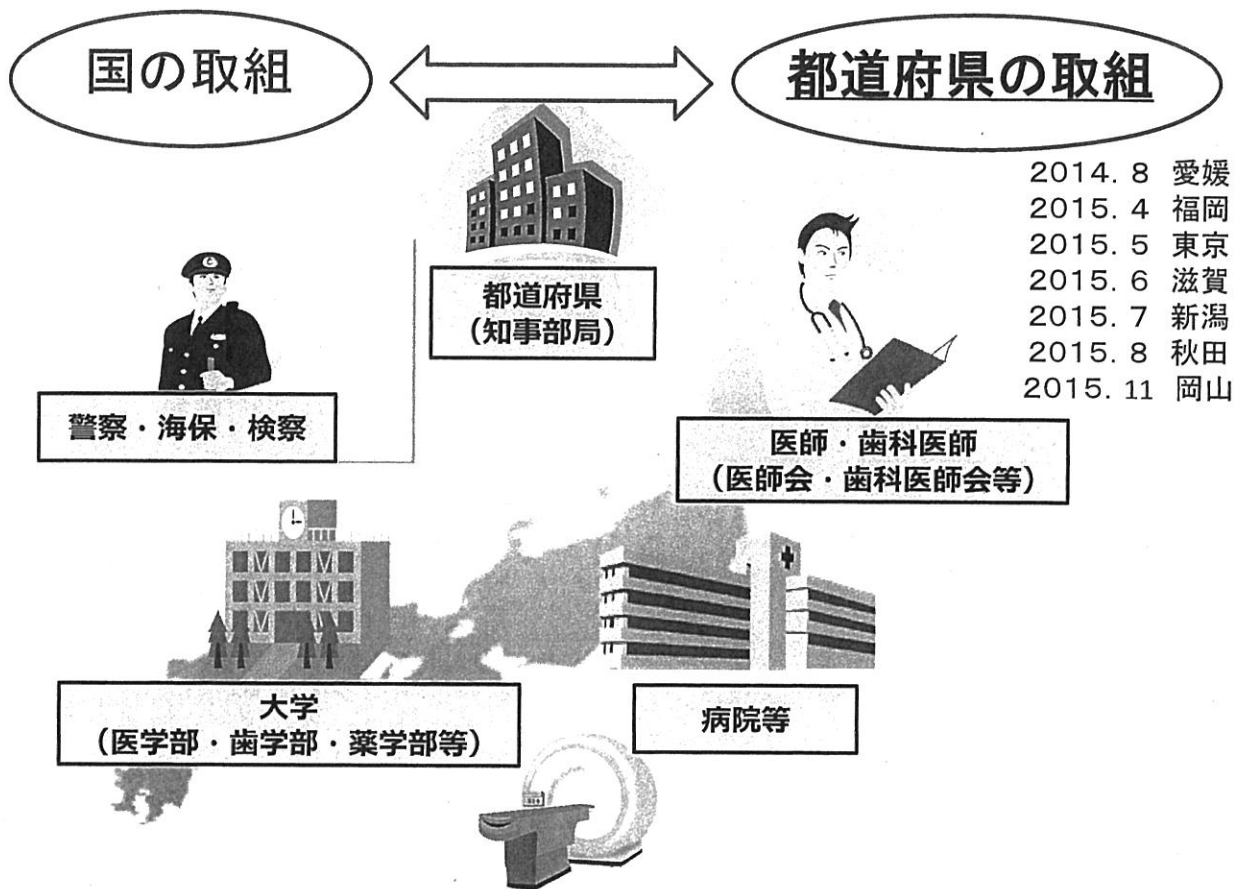 国の取組
都道府県の取組
2014. 8 愛媛
2015. 4 福岡
2015. 5 東京
2015. 6 滋賀
2015. 7 新潟
2015. 8 秋田
2015. 11 岡山
都道府県
（知事部局）
警察・海保・検察
医師・歯科医師
（医師会・歯科医師会等）
大学
（医学部・歯学部・薬学部等）
病院等